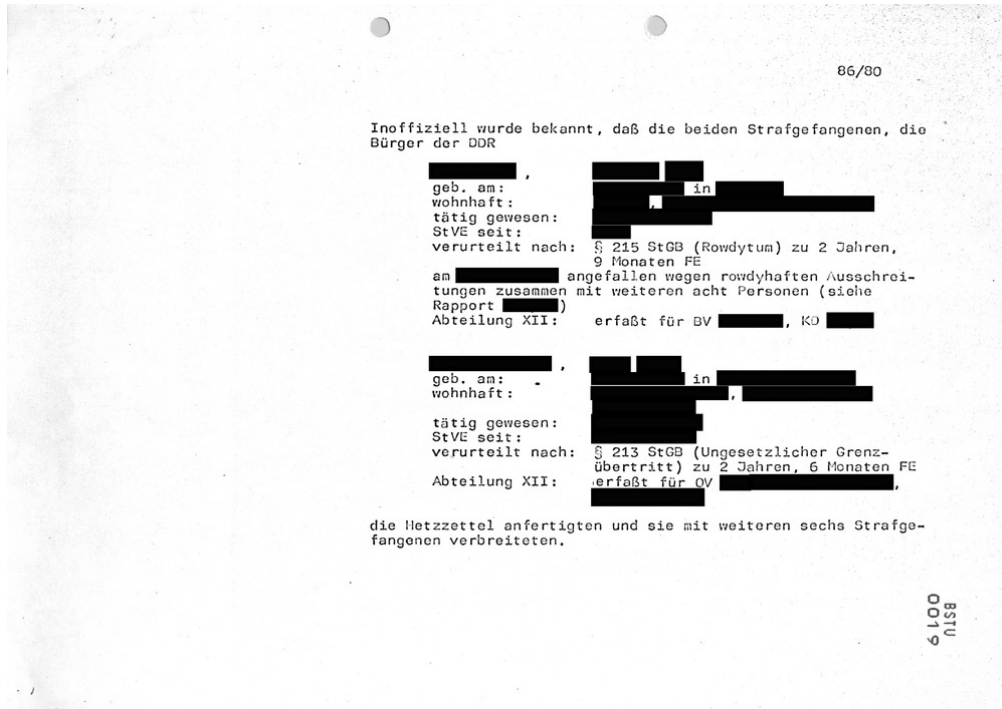 86/80
Inoffiziell wurde bekannt, daß die beiden Strafgefangenen, die
Bürger der DDR
,
geb. am: in
wohnhaft: ,
tätig gewesen:
StVE seit:
verurteilt nach: § 215 StGB (Rowdytum) zu 2 Jahren,
9 Monaten FE
am angefallen wegen rowdyhaften Ausschrei-
tungen zusammen mit weiteren acht Personen (siehe
Rapport )
Abteilung XII: erfaßt für BV , KD
,
geb. am: in
wohnhaft: ,
tätig gewesen:
StVE seit:
verurteilt nach: § 213 StGB (Ungesetzlicher Grenz-
übertritt) zu 2 Jahren, 6 Monaten FE
Abteilung XII: erfaßt für OV ,
die Hetzzettel anfertigten und sie mit weiteren sechs Strafge-
fangenen verbreiteten.
BSTU
0019